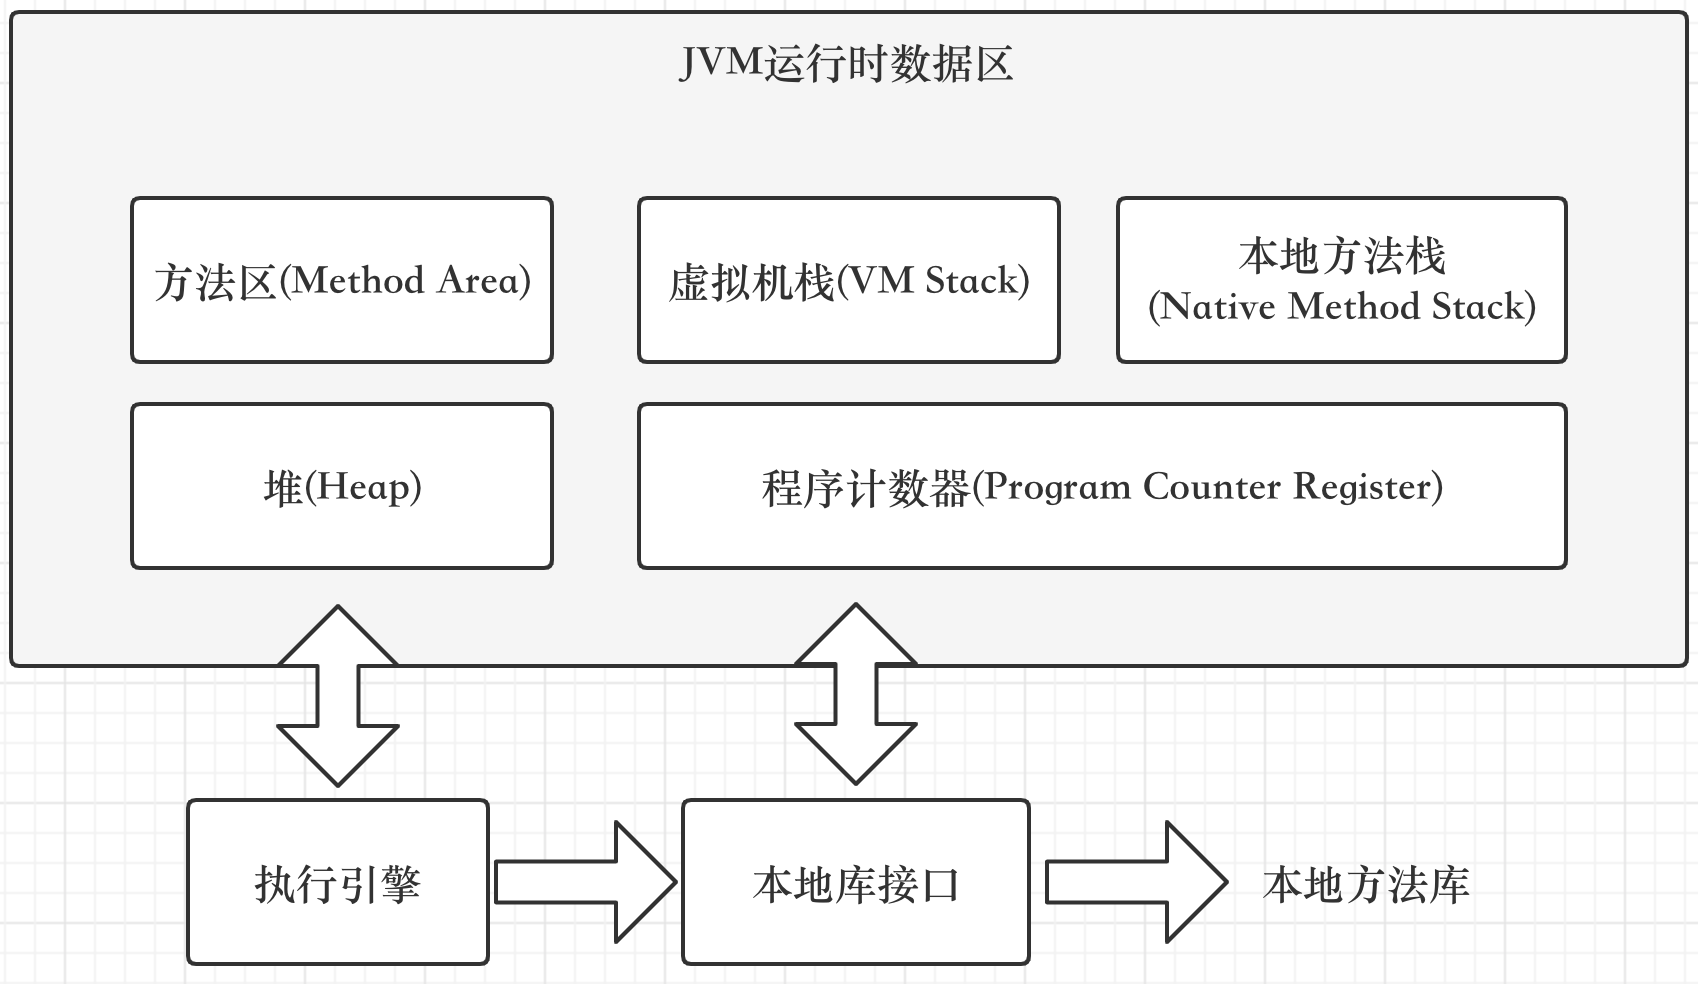 JVM运行时数据区
方法区(Method Area)
虚拟机栈(VM Stack)
本地方法栈
(Native Method Stack)
堆(Heap)
程序计数器(Program Counter Register)
执行引擎
本地库接口
本地方法库